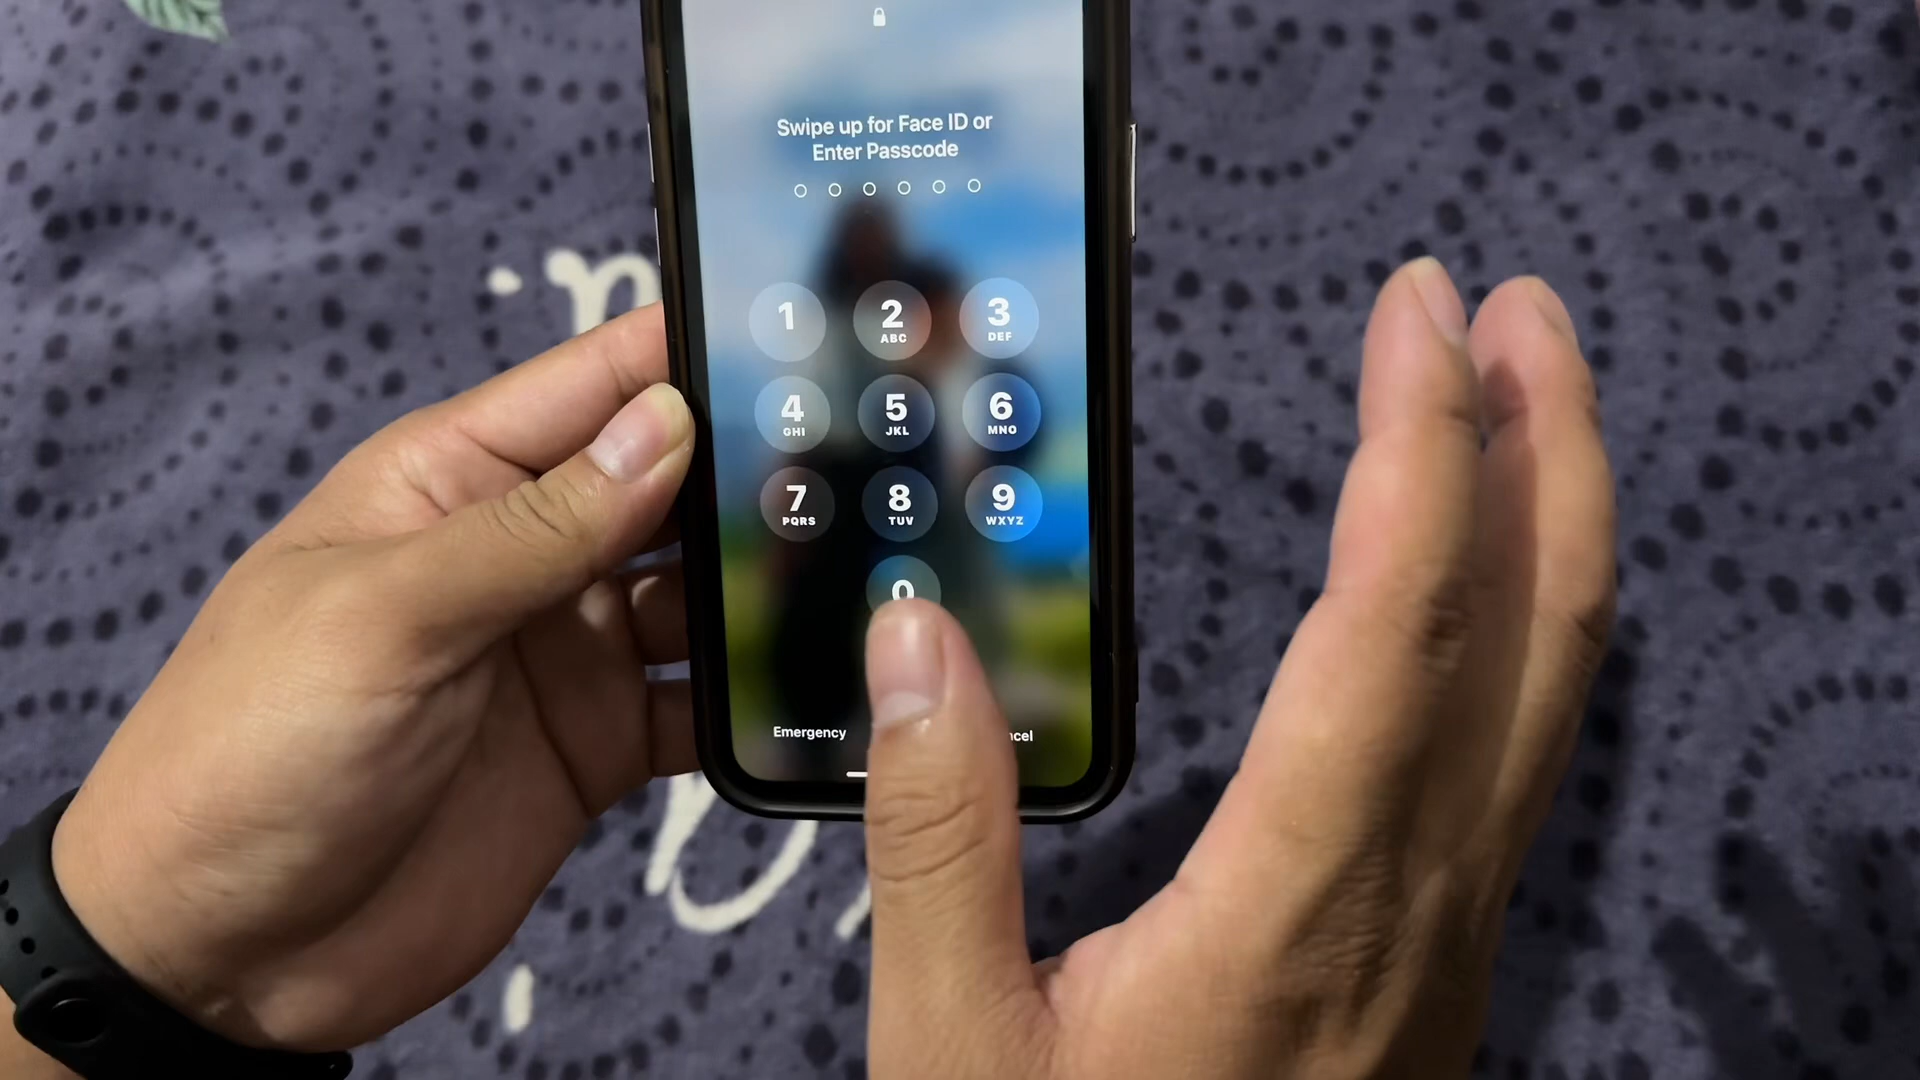 Swipe up for Face ID or
Enter Passcode
1
2
ABC
3
DEF
4
GHI
5
JKL
6
MNO
7
PQRS
8
TUV
9
WXYZ
0
Emergency